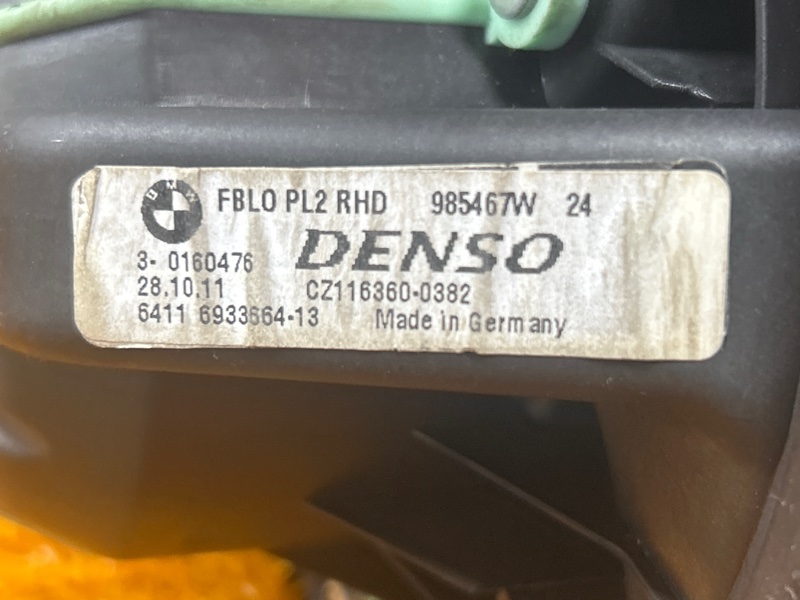 BMW FBLO PL2 RHD 985467W 24
3- 0160476 DENSO
28.10.11 CZ116360-0382
6411 6933664-13 Made in Germany